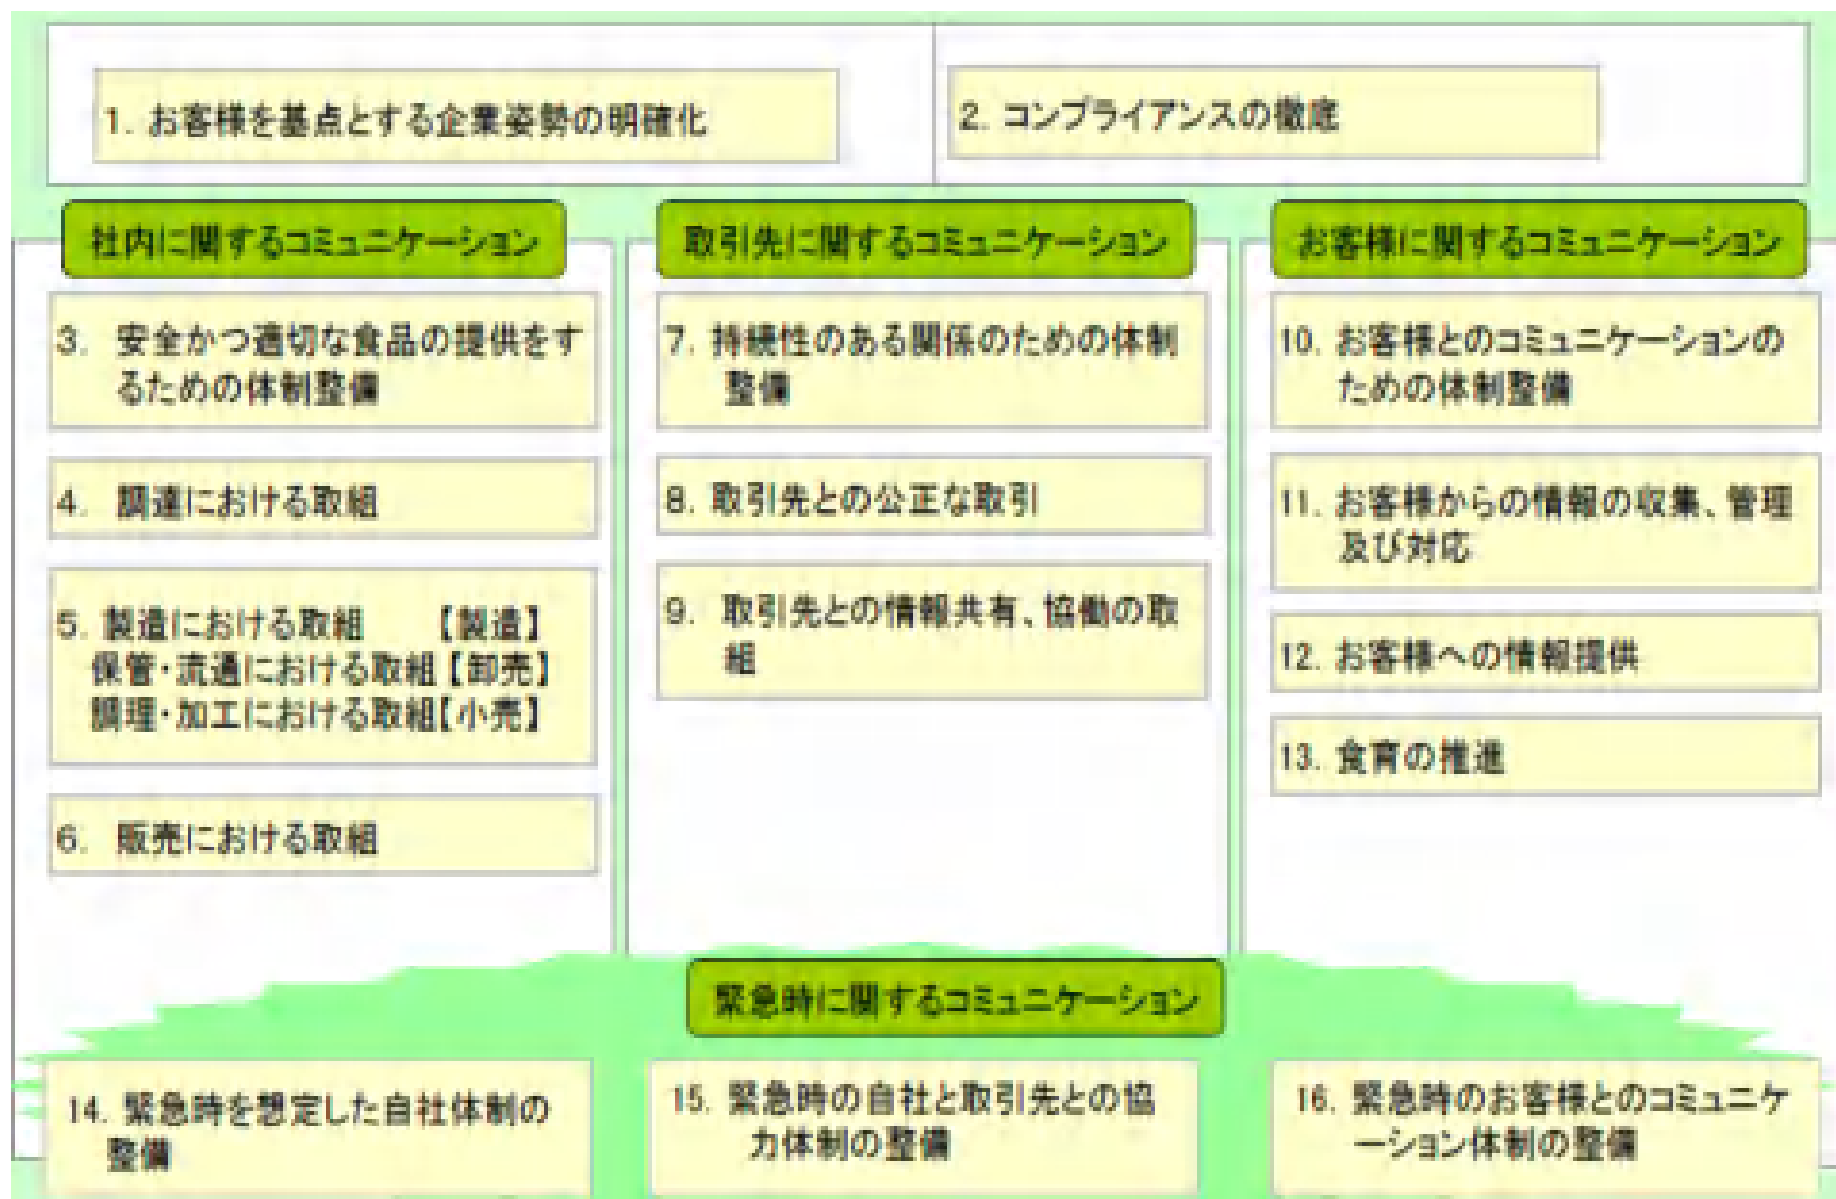 1. お客様を基点とする企業姿勢の明確化
2. コンプライアンスの徹底
社内に関するコミュニケーション
3. 安全かつ適切な食品の提供をす
るための体制整備
4. 調達における取組
5. 製造における取組 【製造】
保管・流通における取組【卸売】
調理・加工における取組【小売】
6. 販売における取組
取引先に関するコミュニケーション
7. 持続性のある関係のための体制
整備
8. 取引先との公正な取引
9. 取引先との情報共有、協働の取
組
お客様に関するコミュニケーション
10. お客様とのコミュニケーションの
ための体制整備
11. お客様からの情報の収集、管理
及び対応
12. お客様への情報提供
13. 食育の推進
緊急時に関するコミュニケーション
14. 緊急時を想定した自社体制の
整備
15. 緊急時の自社と取引先との協
力体制の整備
16. 緊急時のお客様とのコミュニケ
ーション体制の整備